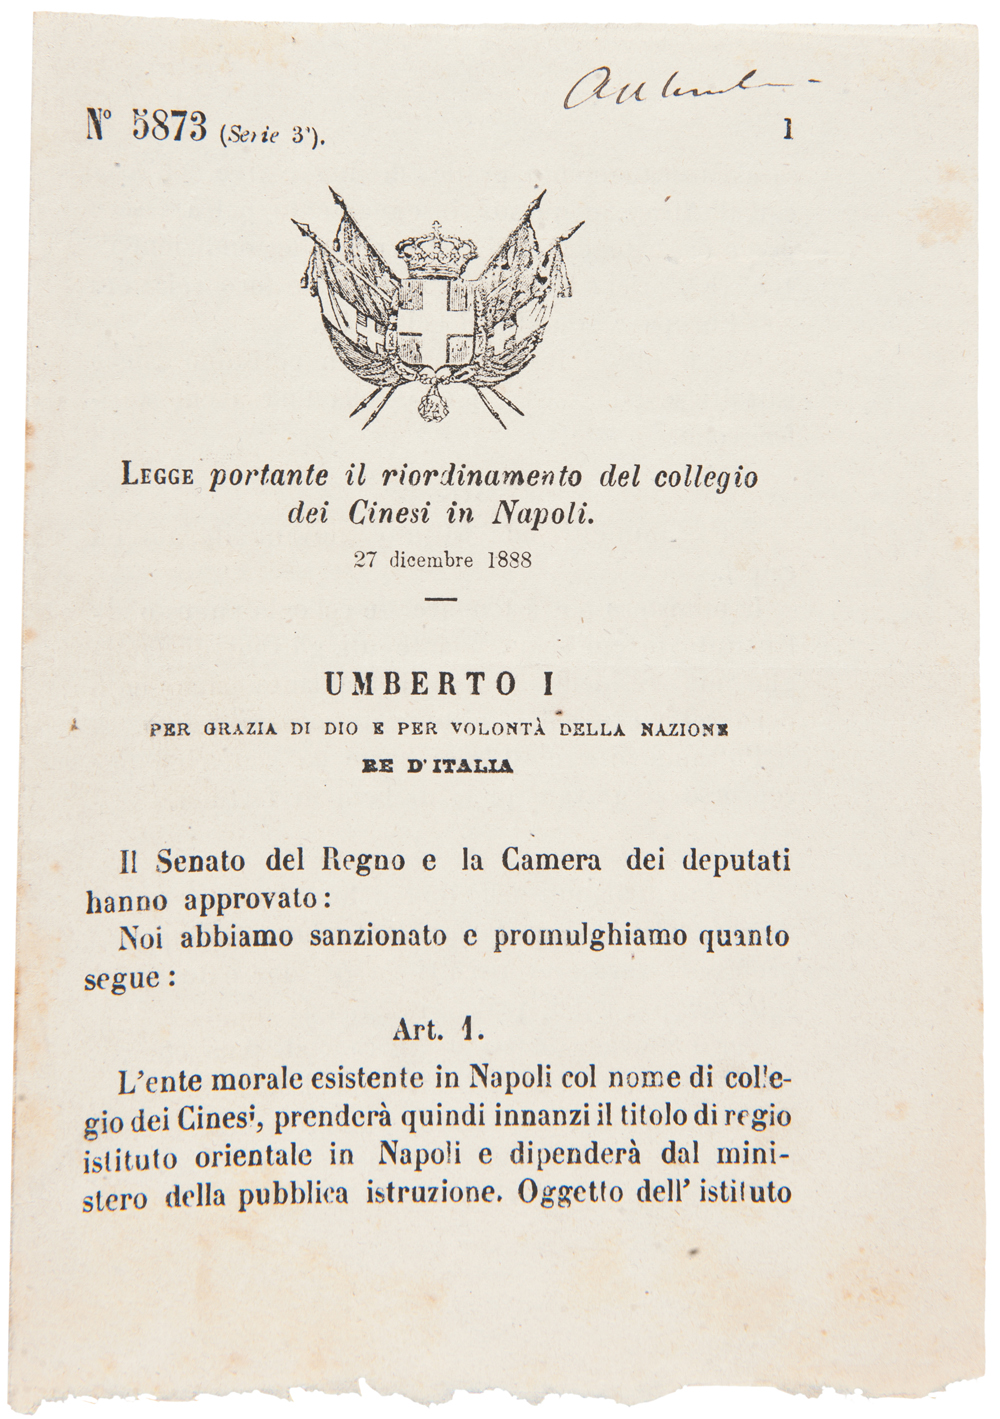 N° 5873 (Serie 3ª).
1
LEGGE portante il riordinamento del collegio
dei Cinesi in Napoli.
27 dicembre 1888
UMBERTO I
PER GRAZIA DI DIO E PER VOLONTÀ DELLA NAZIONE
RE D'ITALIA
Il Senato del Regno e la Camera dei deputati
hanno approvato:
Noi abbiamo sanzionato e promulghiamo quanto
segue:
Art. 1.
L'ente morale esistente in Napoli col nome di colle-
gio dei Cinesi, prenderà quindi innanzi il titolo di regio
istituto orientale in Napoli e dipenderà dal mini-
stero della pubblica istruzione. Oggetto dell' istituto